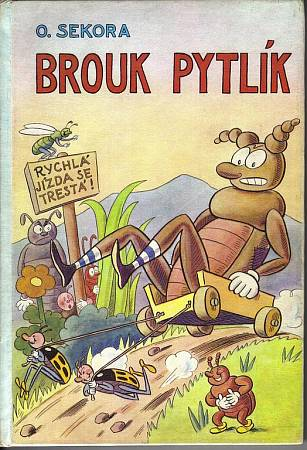 O. SEKORA
BROUK PYTLÍK
RYCHLÁ
JÍZDA SE
TRESTÁ!